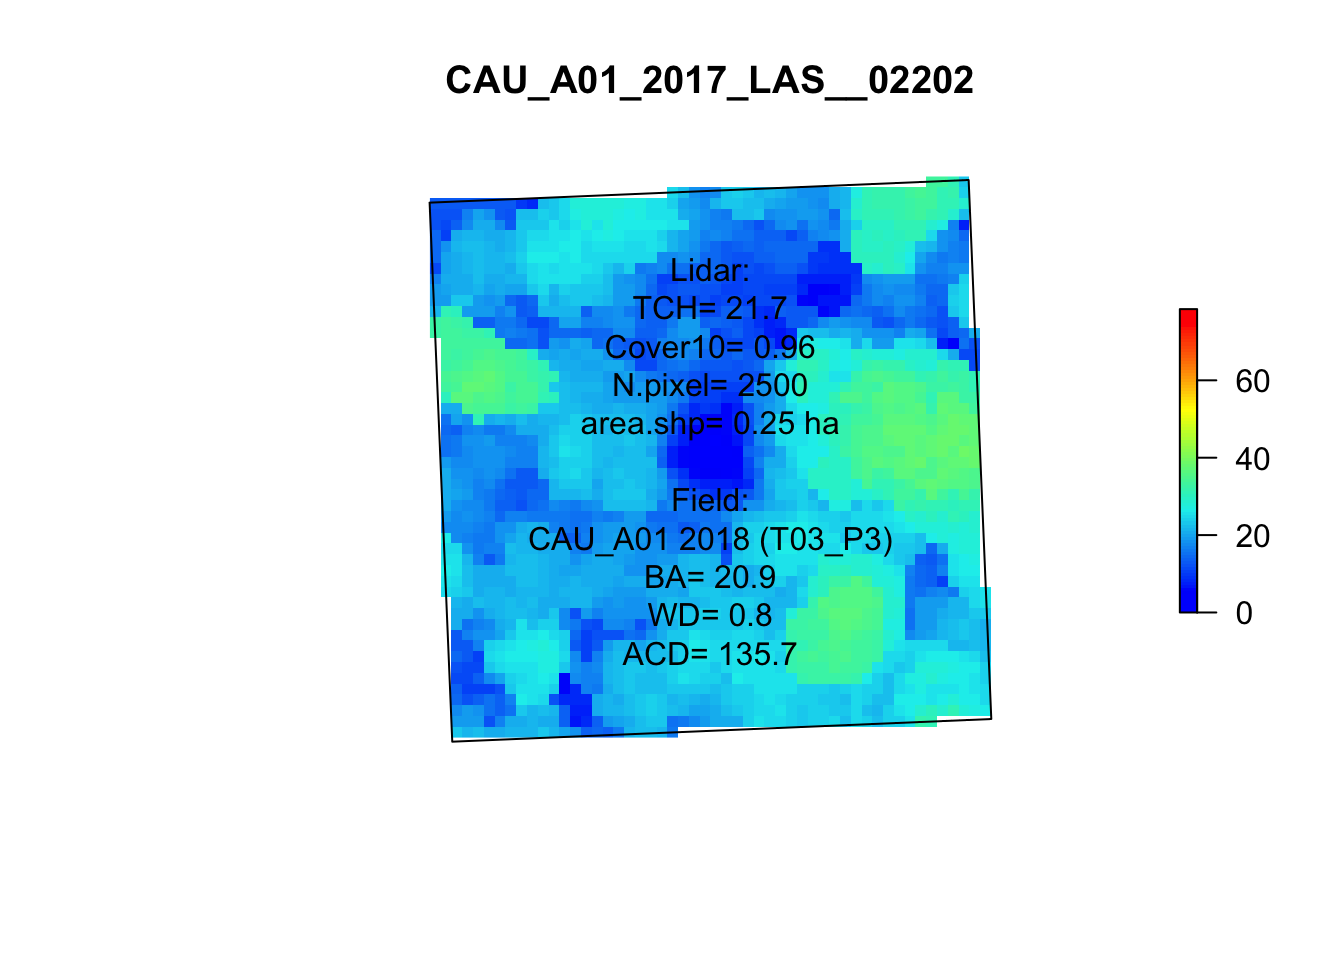 CAU_A01_2017_LAS__02202
Lidar:
TCH= 21.7
Cover10= 0.96
N.pixel= 2500
area.shp= 0.25 ha
Field:
CAU_A01 2018 (T03_P3)
BA= 20.9
WD= 0.8
ACD= 135.7
60
40
20
0